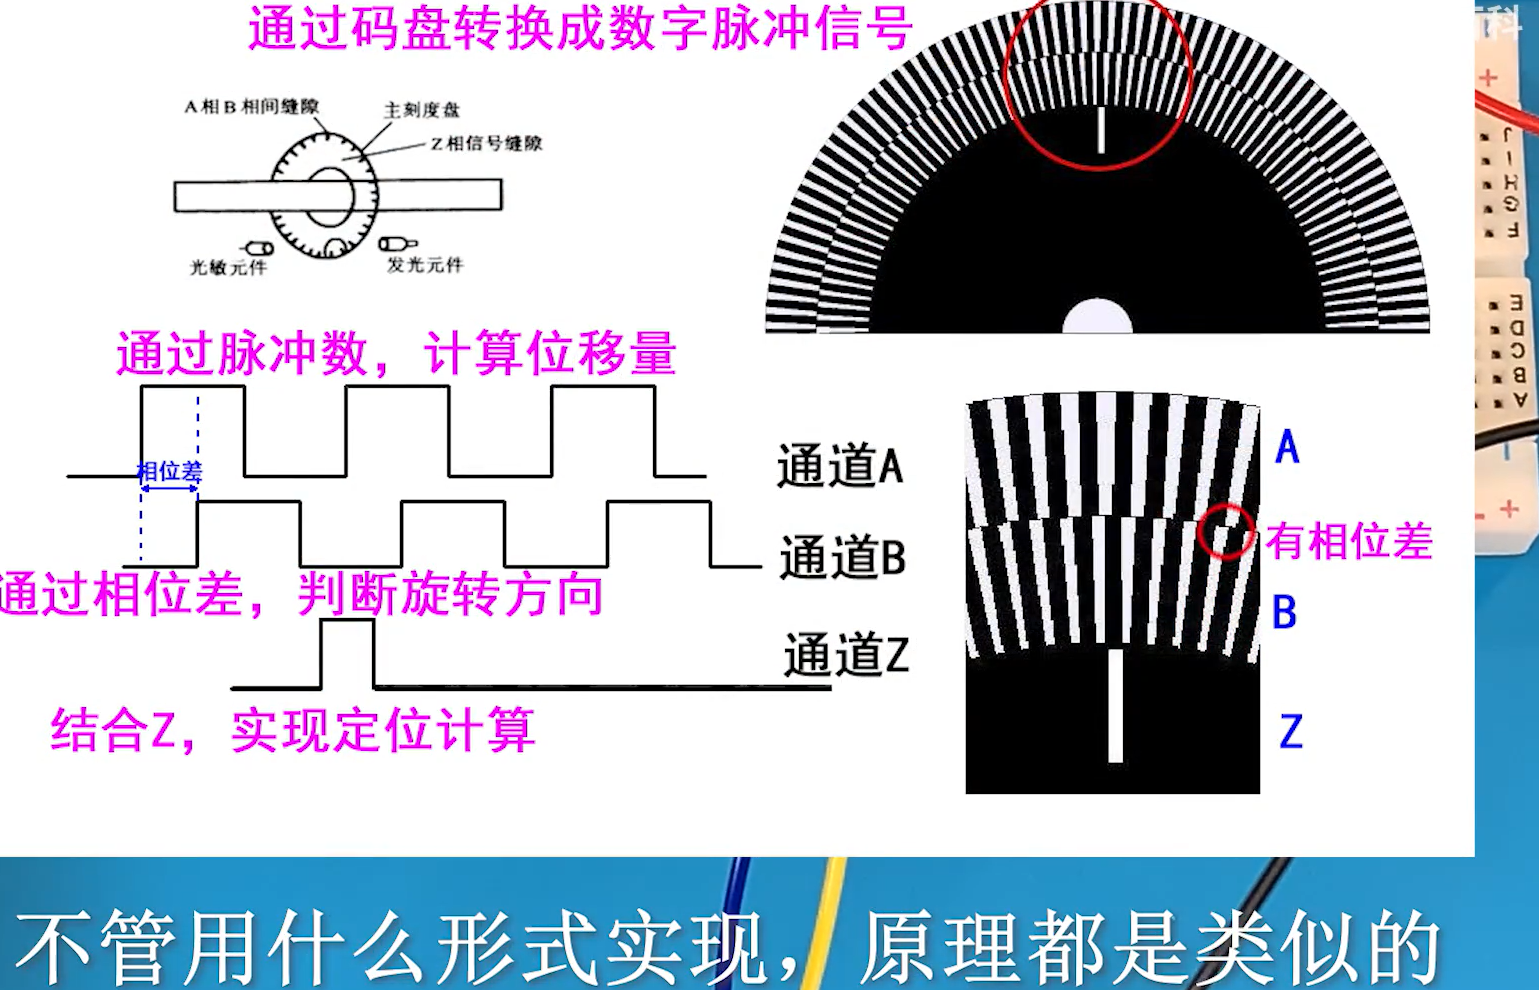 通过码盘转换成数字脉冲信号
科
A相B相间缝隙
主刻度盘
Z相信号缝隙
光敏元件
发光元件
通过脉冲数，计算位移量
相位差
通道A
通道B
通过相位差，判断旋转方向
通道Z
结合Z，实现定位计算
A
有相位差
B
Z
+
J
I
H
G
F
E
D
C
B
A
+
不管用什么形式实现，原理都是类似的